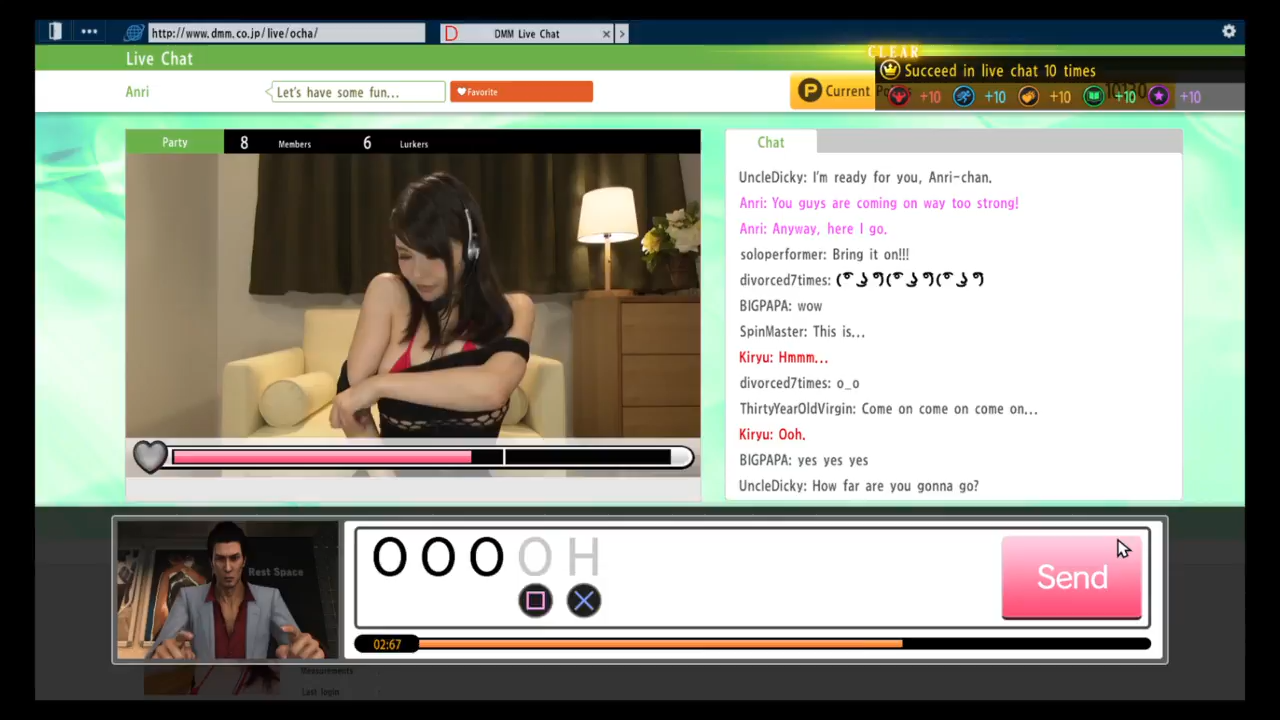 http://www.dmm.co.jp/live/ocha/
DMM Live Chat
Live Chat
CLEAR
Succeed in live chat 10 times
Anri
Let's have some fun...
Favorite
P Current
+10 +10 +10 +10 +10
Party 8 Members 6 Lurkers
Chat
UncleDicky: I'm ready for you, Anri-chan.
Anri: You guys are coming on way too strong!
Anri: Anyway, here I go.
soloperformer: Bring it on!!!
divorced7times: ( ͡° ͜ʖ ͡°)( ͡° ͜ʖ ͡°)( ͡° ͜ʖ ͡°)
BIGPAPA: wow
SpinMaster: This is...
Kiryu: Hmmm...
divorced7times: o_o
ThirtyYearOldVirgin: Come on come on come on...
Kiryu: Ooh.
BIGPAPA: yes yes yes
UncleDicky: How far are you gonna go?
Rest Space
OOOOH
Send
02:67
Measurements
Last login